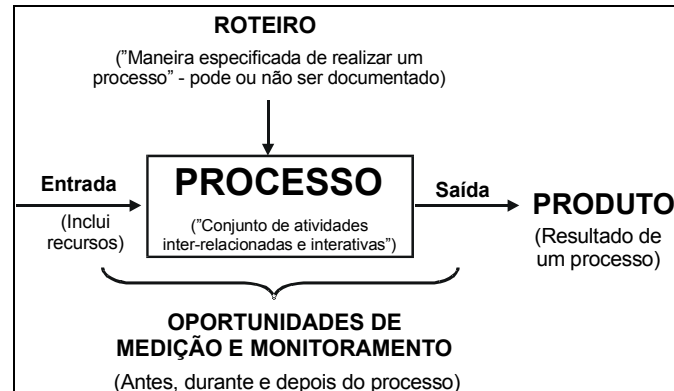 ROTEIRO
("Maneira especificada de realizar um
processo" - pode ou não ser documentado)
Entrada
(Inclui
recursos)
PROCESSO
("Conjunto de atividades
inter-relacionadas e interativas")
Saída
PRODUTO
(Resultado de
um processo)
OPORTUNIDADES DE
MEDIÇÃO E MONITORAMENTO
(Antes, durante e depois do processo)